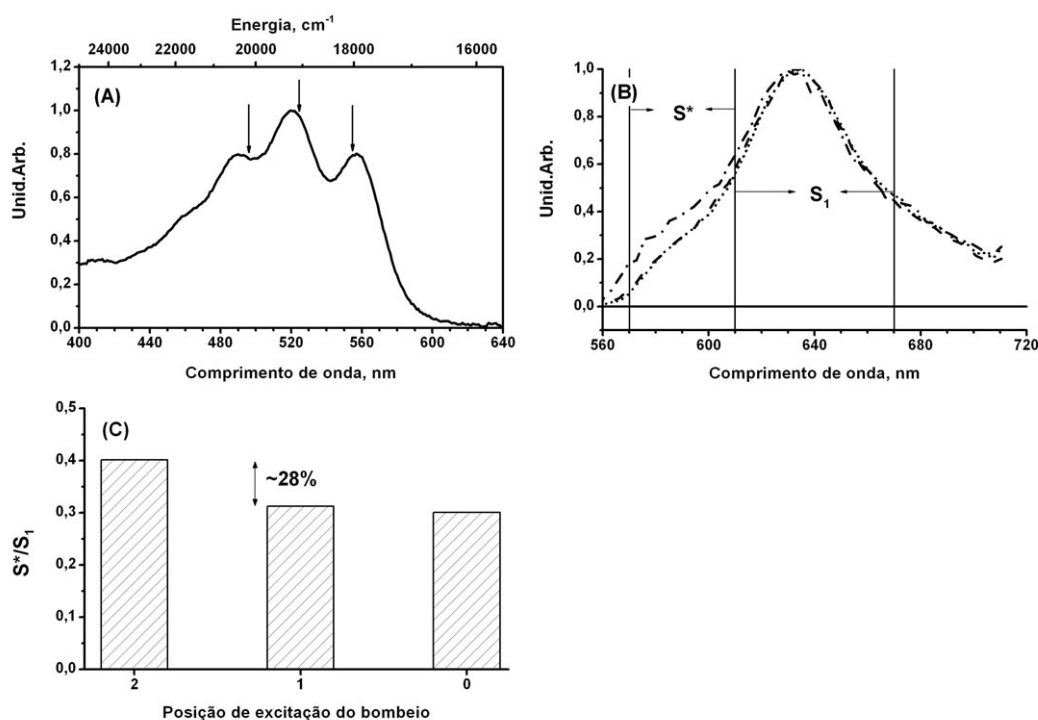 Energia, cm-1
24000 22000 20000 18000 16000
1,2
1,0
0,8
0,6
0,4
0,2
0,0
Unid.Arb.
(A)
400 440 480 520 560 600 640
Comprimento de onda, nm
1,0
0,8
0,6
0,4
0,2
0,0
Unid.Arb.
(B)
S*
S1
560 600 640 680 720
Comprimento de onda, nm
0,5
0,4
0,3
0,2
0,1
0,0
S*/S1
(C)
~28%
2 1 0
Posição de excitação do bombeio